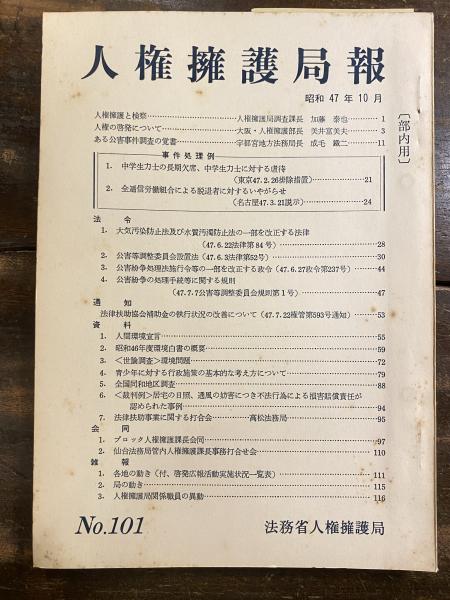 人権擁護局報
昭和 47 年 10 月
〔部内用〕
人権擁護と検察…………人権擁護局調査課長 加藤 泰也…… 1
人権の啓発について…………大阪・人権擁護部長 美井富美夫…… 3
ある公害事件調査の覚書…………宇都宮地方法務局長 成毛 鐵二……11
事件処理例
1. 中学生力士の長期欠席、中学生力士に対する虐待
(東京47.2.26排除措置)…………21
2. 全逓信労働組合による脱退者に対するいやがらせ
(名古屋47.3.21説示)…………24
法 令
1. 大気汚染防止法及び水質汚濁防止法の一部を改正する法律
(47.6.22法律第84号)…………28
2. 公害等調整委員会設置法(47.6.3法律第52号)…………30
3. 公害紛争処理法施行令等の一部を改正する政令(47.6.27政令第237号)……44
4. 公害紛争の処理手続等に関する規則
(47.7.7公害等調整委員会規則第1号)…………47
通 知
法律扶助協会補助金の執行状況の改善について(47.7.22権管第593号通知)……53
資 料
1. 人間環境宣言…………55
2. 昭和46年度環境白書の概要…………59
3. <世論調査>環境問題…………72
4. 青少年に対する行政施策の基本的な考え方について…………79
5. 全国同和地区調査…………88
6. <裁判例>居宅の日照、通風の妨害につき不法行為による損害賠償責任が
認められた事例…………94
7. 法律扶助事業に関する打合会…………高松法務局…………95
会 同
1. ブロック人権擁護課長会同…………97
2. 仙台法務局管内人権擁護課長事務打合せ会…………110
雑 報
1. 各地の動き(付、啓発広報活動実施状況一覧表)…………111
2. 局の動き…………115
3. 人権擁護局関係職員の異動…………116
No.101
法務省人権擁護局